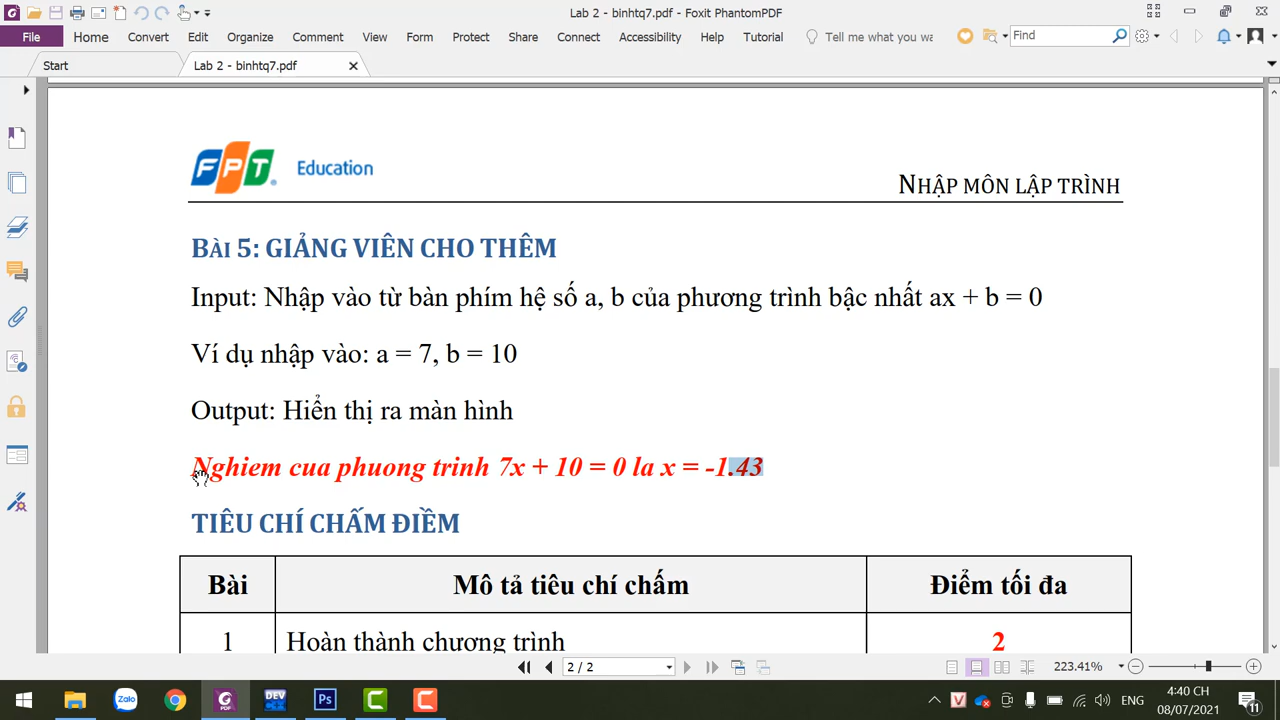 Lab 2 - binhtq7.pdf - Foxit PhantomPDF
File Home Convert Edit Organize Comment View Form Protect Share Connect Accessibility Help Tutorial Tell me what you wa Find
Start Lab 2 - binhtq7.pdf
FPT Education
NHẬP MÔN LẬP TRÌNH
BÀI 5: GIẢNG VIÊN CHO THÊM
Input: Nhập vào từ bàn phím hệ số a, b của phương trình bậc nhất ax + b = 0
Ví dụ nhập vào: a = 7, b = 10
Output: Hiển thị ra màn hình
Nghiem cua phuong trinh 7x + 10 = 0 la x = -1.43
TIÊU CHÍ CHẤM ĐIỀM
Bài Mô tả tiêu chí chấm Điểm tối đa
1 Hoàn thành chương trình 2
2 / 2 223.41%
Zalo PDF DEV Ps C C V ENG 4:40 CH
08/07/2021 11